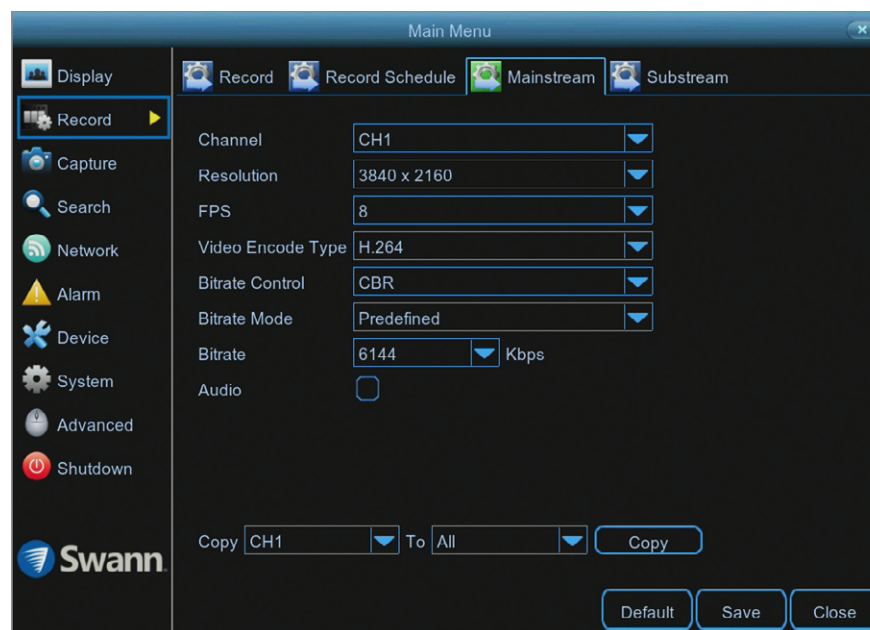 Main Menu
Display
Record
Capture
Search
Network
Alarm
Device
System
Advanced
Shutdown
Swann
Record Record Schedule Mainstream Substream
Channel CH1
Resolution 3840 x 2160
FPS 8
Video Encode Type H.264
Bitrate Control CBR
Bitrate Mode Predefined
Bitrate 6144 Kbps
Audio
Copy CH1 To All Copy
Default Save Close